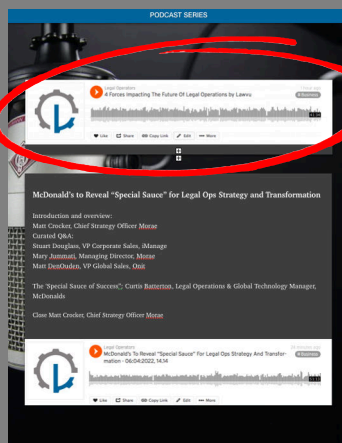 PODCAST SERIES
Legal Operators
4 Forces Impacting The Future Of Legal Operations by Lawvu
# Business
Like Share Copy Link Edit More
McDonald's to Reveal “Special Sauce” for Legal Ops Strategy and Transformation
Introduction and overview:
Matt Crocker, Chief Strategy Officer Morae
Curated Q&A:
Stuart Douglass, VP Corporate Sales, iManage
Mary Jummati, Managing Director, Morae
Matt DenOuden, VP Global Sales, Onit
The 'Special Sauce of Success": Curtis Batterton, Legal Operations & Global Technology Manager,
McDonalds
Close Matt Crocker, Chief Strategy Officer Morae
Legal Operators
McDonald's To Reveal "Special Sauce" For Legal Ops Strategy And Transfor-
mation - 06:04:2022, 14.14
# Business
Like Share Copy Link Edit More